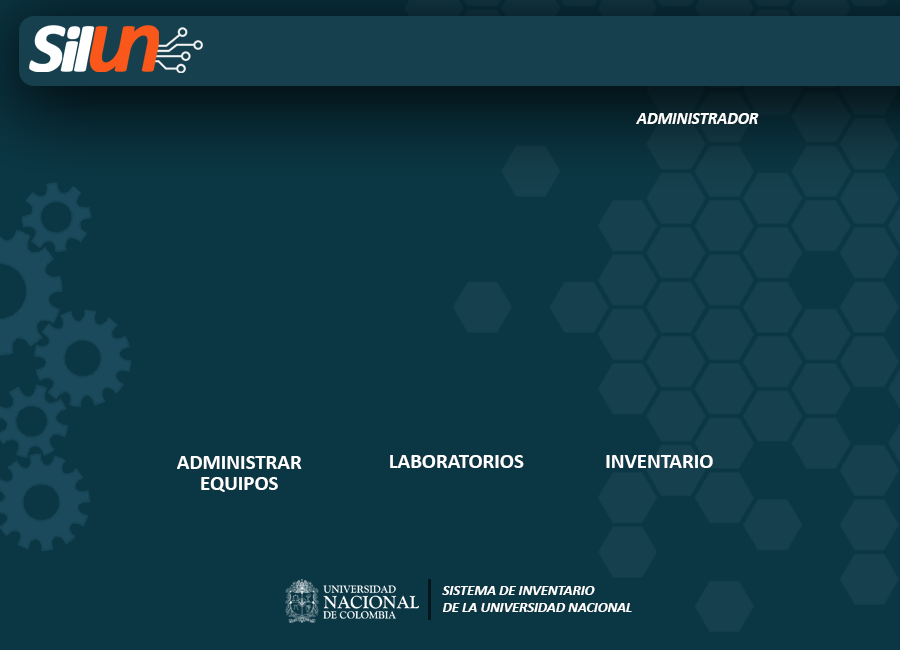 SilUN
ADMINISTRADOR
ADMINISTRAR
EQUIPOS
LABORATORIOS
INVENTARIO
UNIVERSIDAD
NACIONAL
DE COLOMBIA
SISTEMA DE INVENTARIO
DE LA UNIVERSIDAD NACIONAL